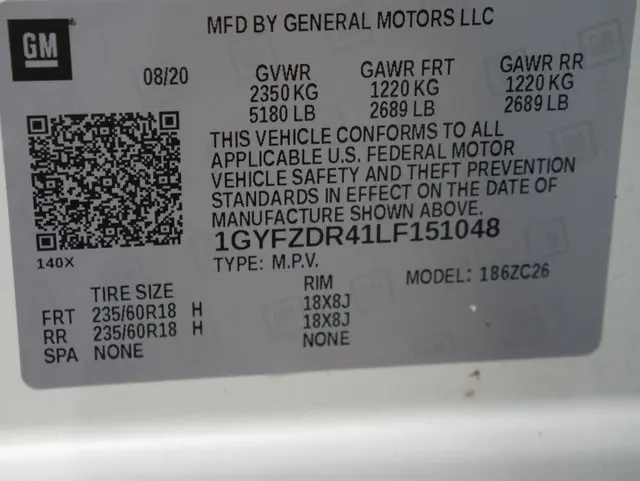 GM
MFD BY GENERAL MOTORS LLC
08/20 GVWR GAWR FRT GAWR RR
2350 KG 1220 KG 1220 KG
5180 LB 2689 LB 2689 LB
THIS VEHICLE CONFORMS TO ALL
APPLICABLE U.S. FEDERAL MOTOR
VEHICLE SAFETY AND THEFT PREVENTION
STANDARDS IN EFFECT ON THE DATE OF
MANUFACTURE SHOWN ABOVE.
1GYFZDR41LF151048
140X
TYPE: M.P.V. MODEL: 186ZC26
TIRE SIZE RIM
FRT 235/60R18 H 18X8J
RR 235/60R18 H 18X8J
SPA NONE NONE